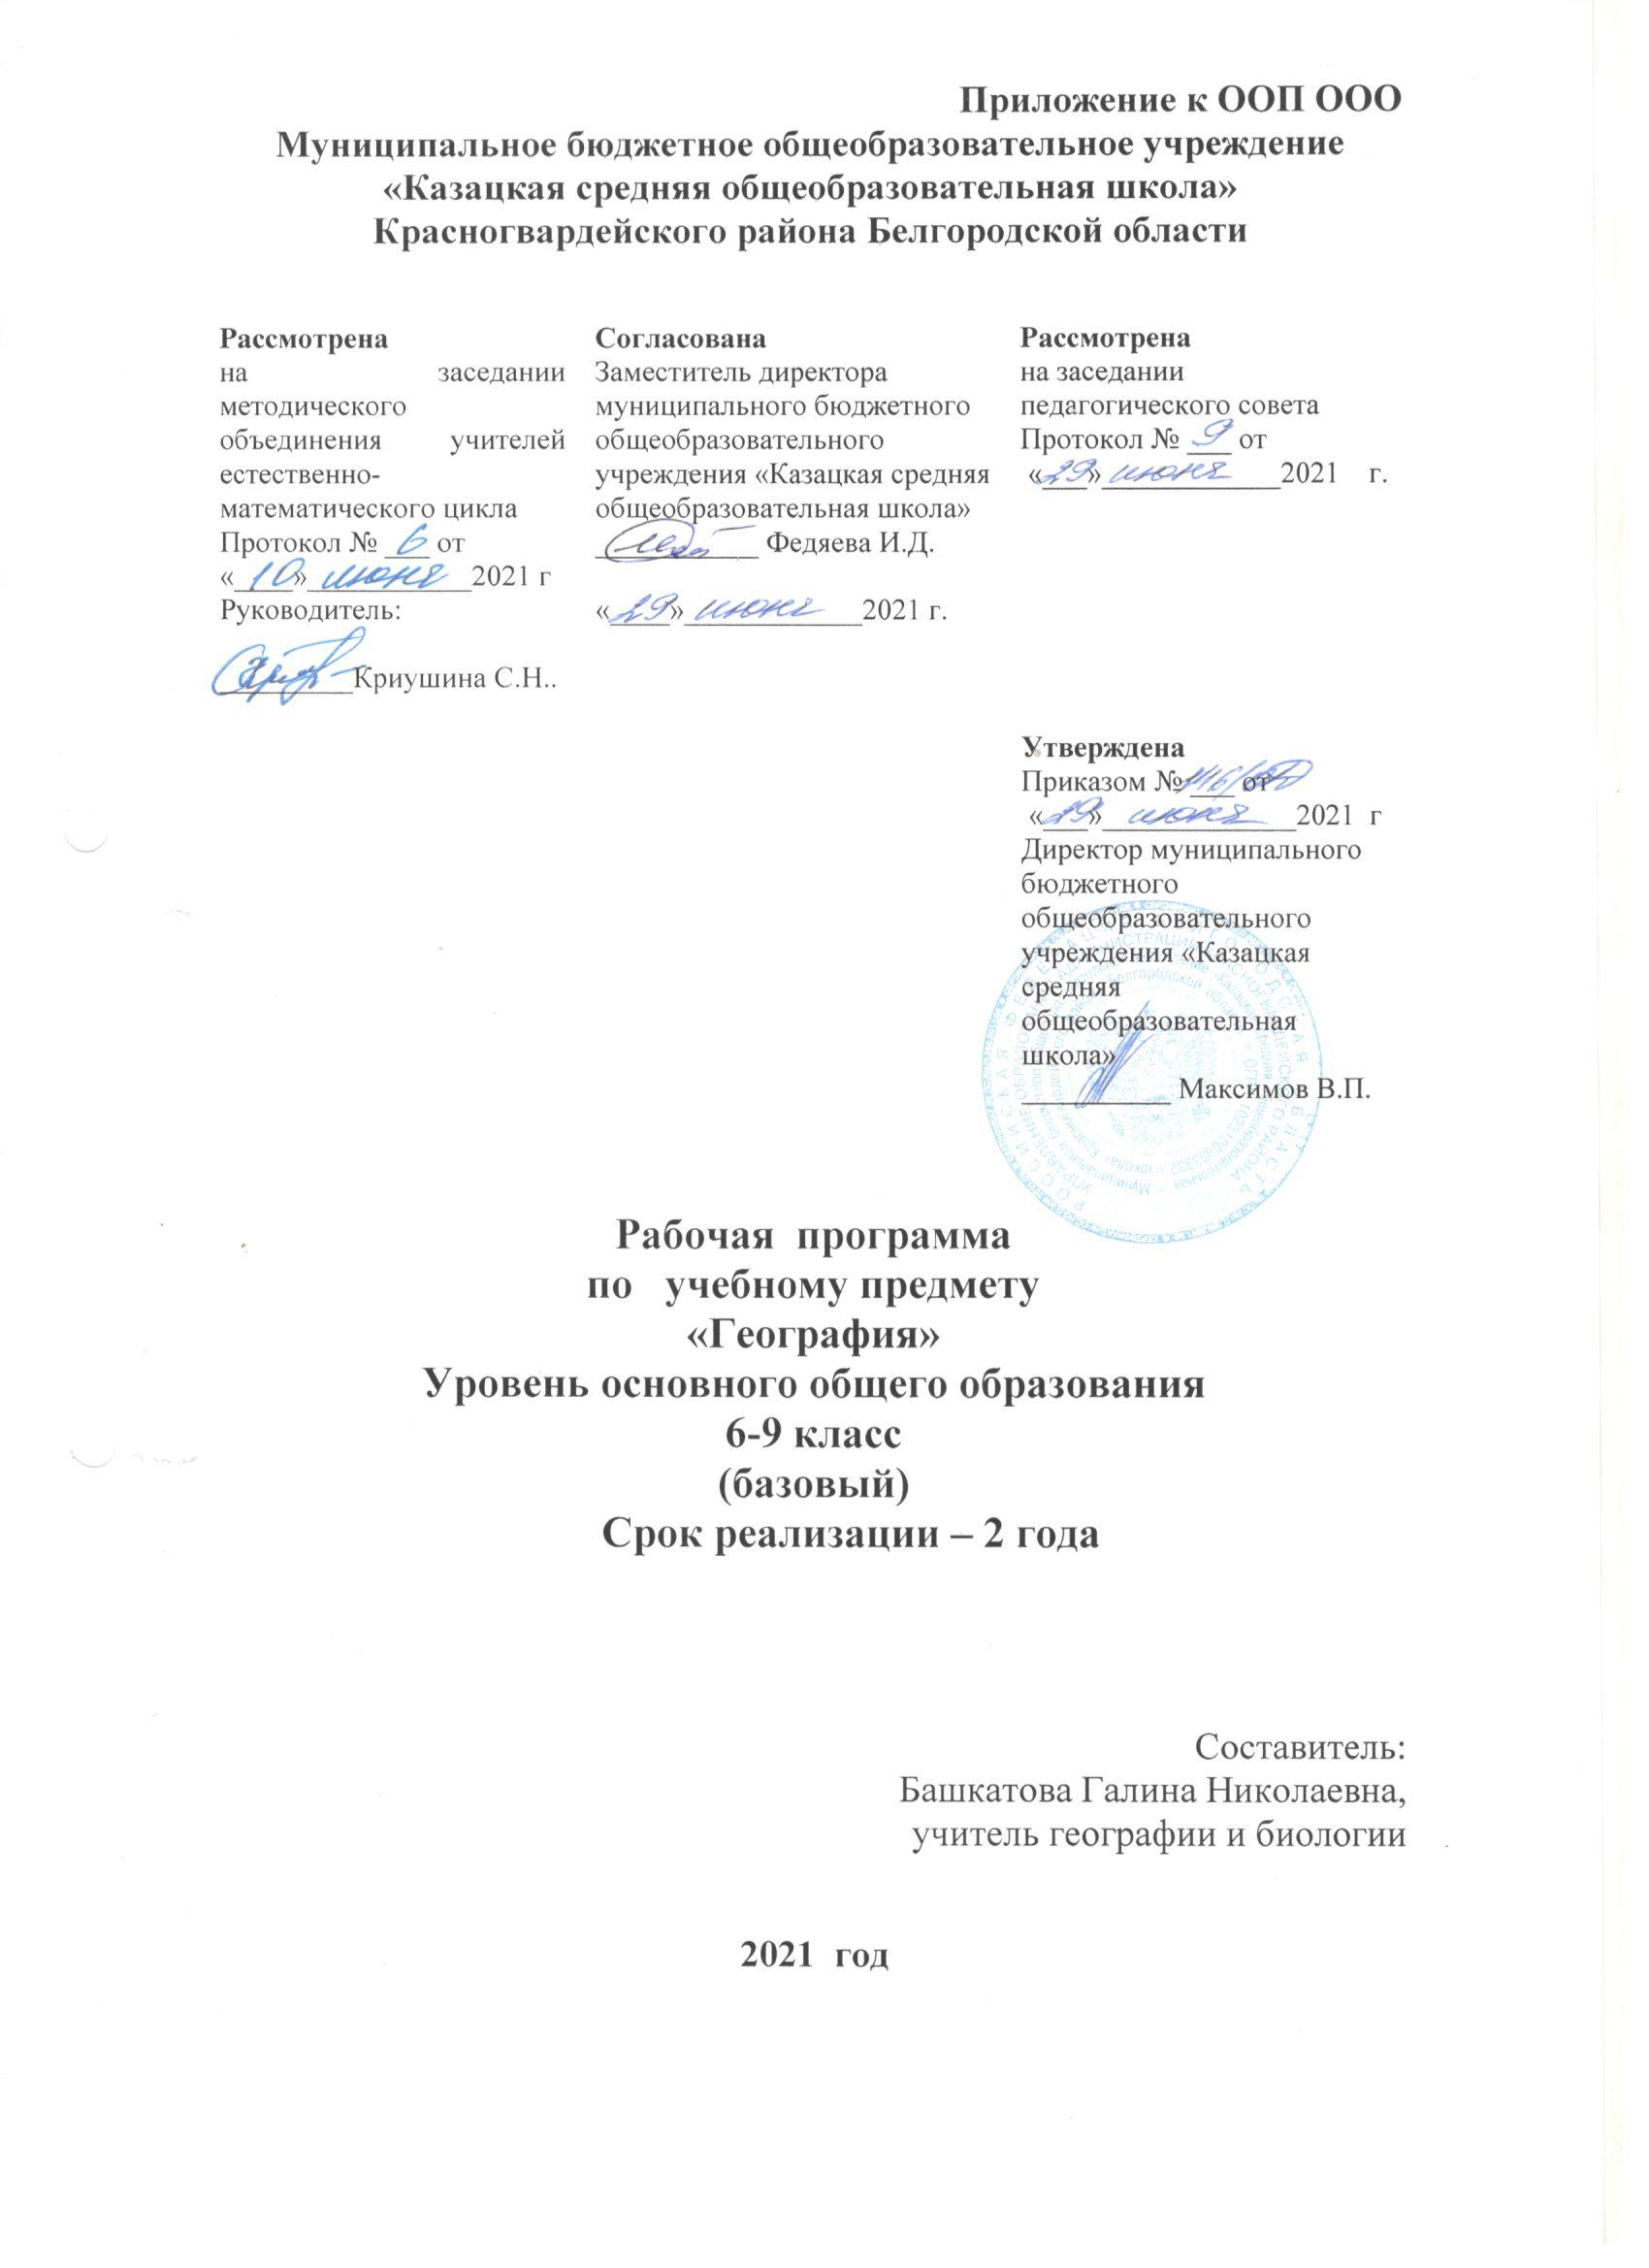 Приложение к ООП ООО
Муниципальное бюджетное общеобразовательное учреждение
«Казацкая средняя общеобразовательная школа»
Красногвардейского района Белгородской области
Рассмотрена
на заседании
методического
объединения учителей
естественно-
математического цикла
Протокол № 6 от
«10» июня 2021 г
Руководитель:
Криушина С.Н..
Согласована
Заместитель директора
муниципального бюджетного
общеобразовательного
учреждения «Казацкая средняя
общеобразовательная школа»
Федяева И.Д.
«29» июня 2021 г.
Рассмотрена
на заседании
педагогического совета
Протокол № 9 от
«29» июня 2021 г.
Утверждена
Приказом № от
«29» июня 2021 г
Директор муниципального
бюджетного
общеобразовательного
учреждения «Казацкая
средняя
общеобразовательная
школа»
Максимов В.П.
Рабочая программа
по учебному предмету
«География»
Уровень основного общего образования
6-9 класс
(базовый)
Срок реализации – 2 года
Составитель:
Башкатова Галина Николаевна,
учитель географии и биологии
2021 год